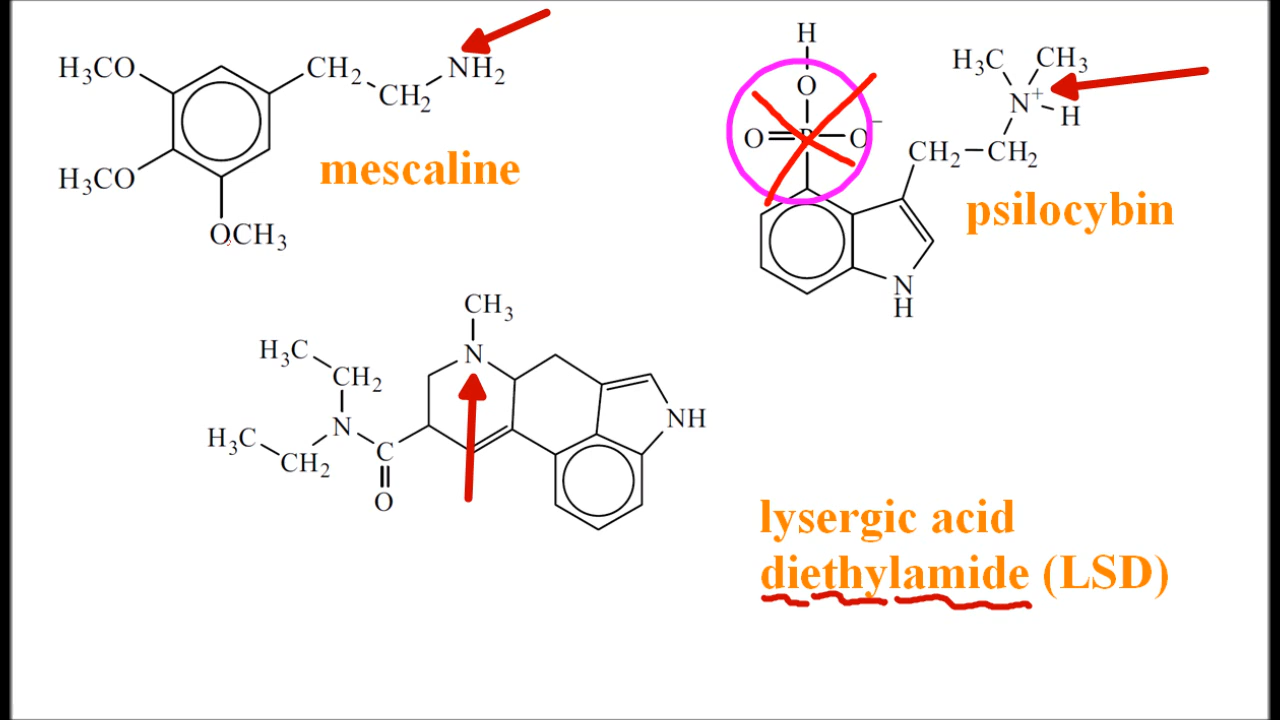 H3CO
CH2
CH2
NH2
H3CO
OCH3
mescaline
H
O
O
P
O−
H3C
CH3
N+
H
CH2
CH2
N
H
psilocybin
CH3
N
H3C
CH2
N
H3C
CH2
C
O
NH
lysergic acid
diethylamide (LSD)